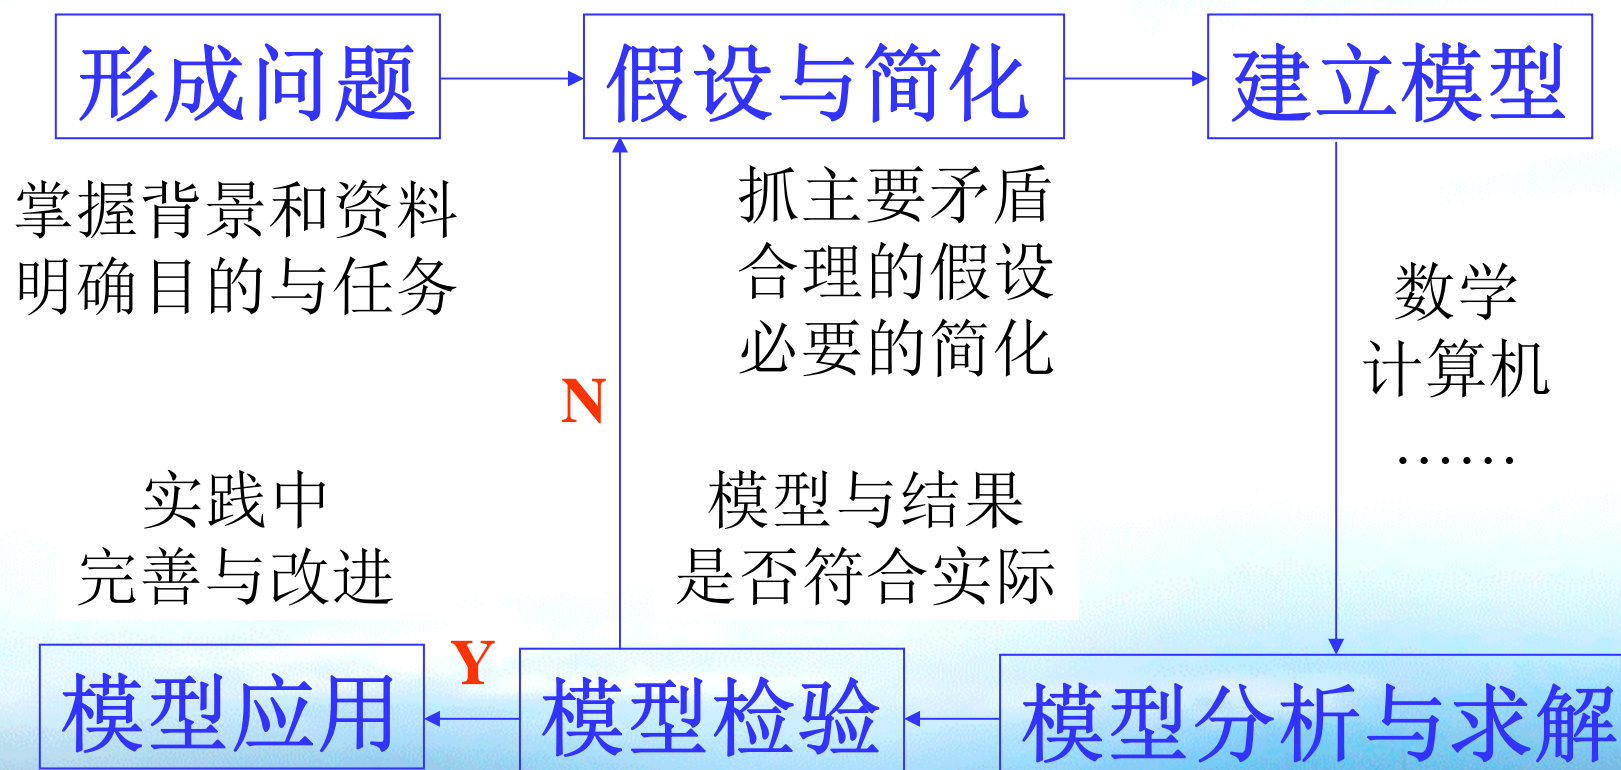 形成问题
假设与简化
建立模型
掌握背景和资料
明确目的与任务
抓主要矛盾
合理的假设
必要的简化
数学
计算机
……
N
实践中
完善与改进
模型与结果
是否符合实际
模型应用
Y
模型检验
模型分析与求解